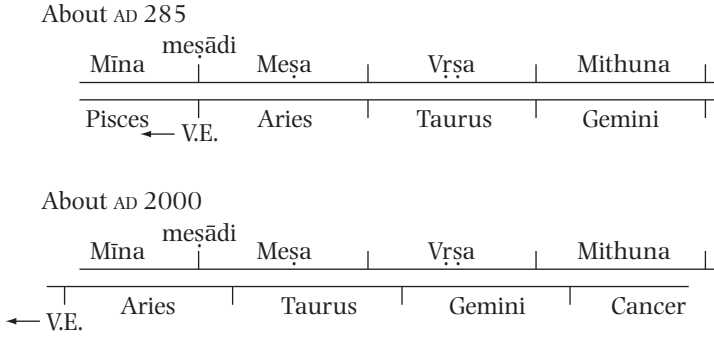 About AD 285
meṣādi
Mīna Meṣa Vṛṣa Mithuna
Pisces Aries Taurus Gemini
V.E.
About AD 2000
meṣādi
Mīna Meṣa Vṛṣa Mithuna
Aries Taurus Gemini Cancer
V.E.